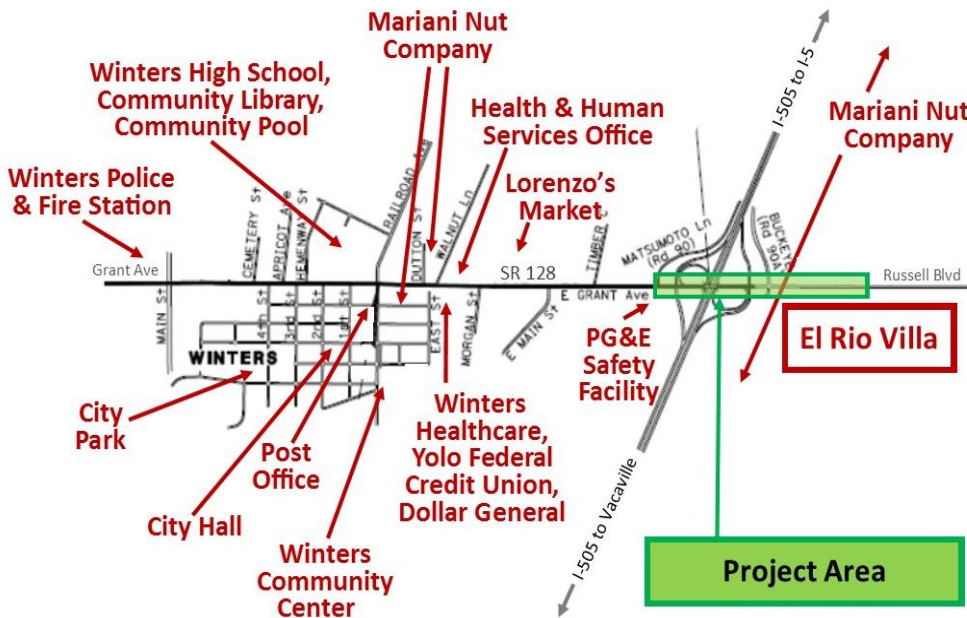 Mariani Nut
Company
Winters High School,
Community Library,
Community Pool
Health & Human
Services Office
I-505 to I-5
Mariani Nut
Company
Winters Police
& Fire Station
Lorenzo's
Market
CEMETERY St
APRICOT Ave
HEMENWAY St
RAILROAD Ave
DUTTON St
WALNUT Ln
TIMBER C
MATSUMOTO Ln
(Rd 90)
BUCKEYE
(Rd 90A)
Grant Ave
SR 128
Russell Blvd
MAIN St
4th St
3rd St
2nd St
1st St
EAST St
MORGAN St
E MAIN St
E GRANT Ave
WINTERS
PG&E
Safety
Facility
El Rio Villa
City
Park
Post
Office
City Hall
Winters
Community
Center
Winters
Healthcare,
Yolo Federal
Credit Union,
Dollar General
I-505 to Vacaville
Project Area